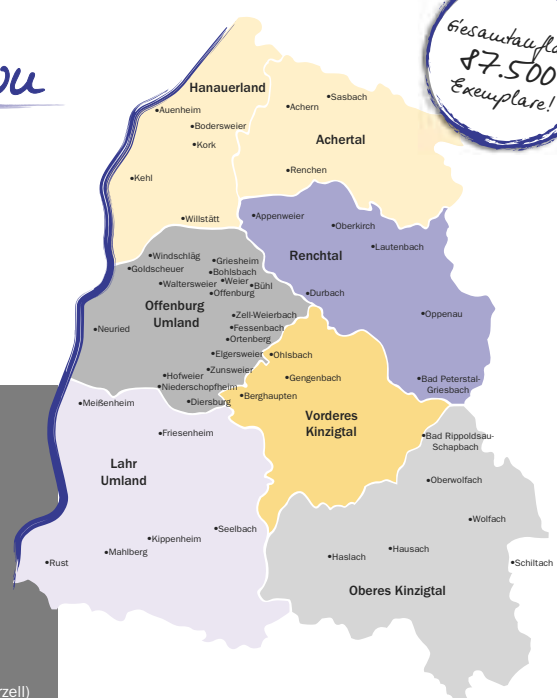 Gesamtaufla
87.500
Exemplare!
ou
Hanauerland
Auenheim
Bodersweier
Kork
Kehl
Willstätt
Sasbach
Achern
Achertal
Renchen
Appenweier
Oberkirch
Lautenbach
Renchtal
Durbach
Oppenau
Bad Peterstal-
Griesbach
Windschläg
Goldscheuer
Griesheim
Bohlsbach
Waltersweier
Weier
Bühl
Offenburg
Offenburg
Umland
Zell-Weierbach
Neuried
Fessenbach
Ortenberg
Elgersweier
Zunsweier
Hofweier
Niederschopfheim
Diersburg
Ohlsbach
Gengenbach
Berghaupten
Vorderes
Kinzigtal
Meißenheim
Friesenheim
Lahr
Umland
Seelbach
Kippenheim
Mahlberg
Rust
Bad Rippoldsau-
Schapbach
Oberwolfach
Wolfach
Hausach
Haslach
Schiltach
Oberes Kinzigtal
rzell)